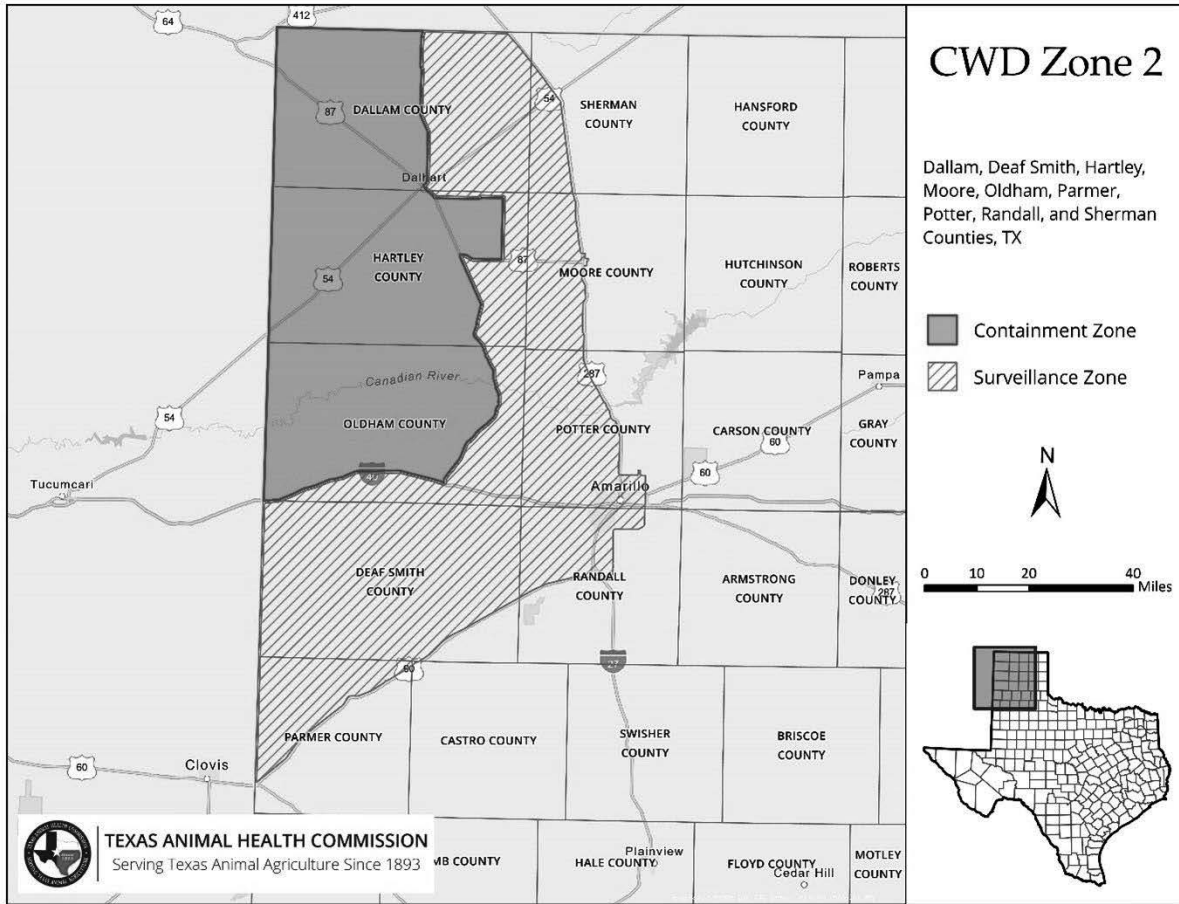 CWD Zone 2
Dallam, Deaf Smith, Hartley,
Moore, Oldham, Parmer,
Potter, Randall, and Sherman
Counties, TX
Containment Zone
Surveillance Zone
N
0 10 20 40
Miles
64
412
DALLAM COUNTY
87
54
SHERMAN
COUNTY
HANSFORD
COUNTY
Dalhart
HARTLEY
COUNTY
54
87
MOORE COUNTY
HUTCHINSON
COUNTY
ROBERTS
COUNTY
Canadian River
287
Pampa
54
OLDHAM COUNTY
POTTER COUNTY
CARSON COUNTY
60
GRAY
COUNTY
Tucumcari
40
Amarillo
60
DEAF SMITH
COUNTY
RANDALL
COUNTY
ARMSTRONG
COUNTY
DONLEY
COUNTY
287
60
27
PARMER COUNTY
CASTRO COUNTY
SWISHER
COUNTY
BRISCOE
COUNTY
60
Clovis
MB COUNTY
HALE COUNTY
Plainview
FLOYD COUNTY
Cedar Hill
MOTLEY
COUNTY
TEXAS ANIMAL HEALTH COMMISSION
Serving Texas Animal Agriculture Since 1893